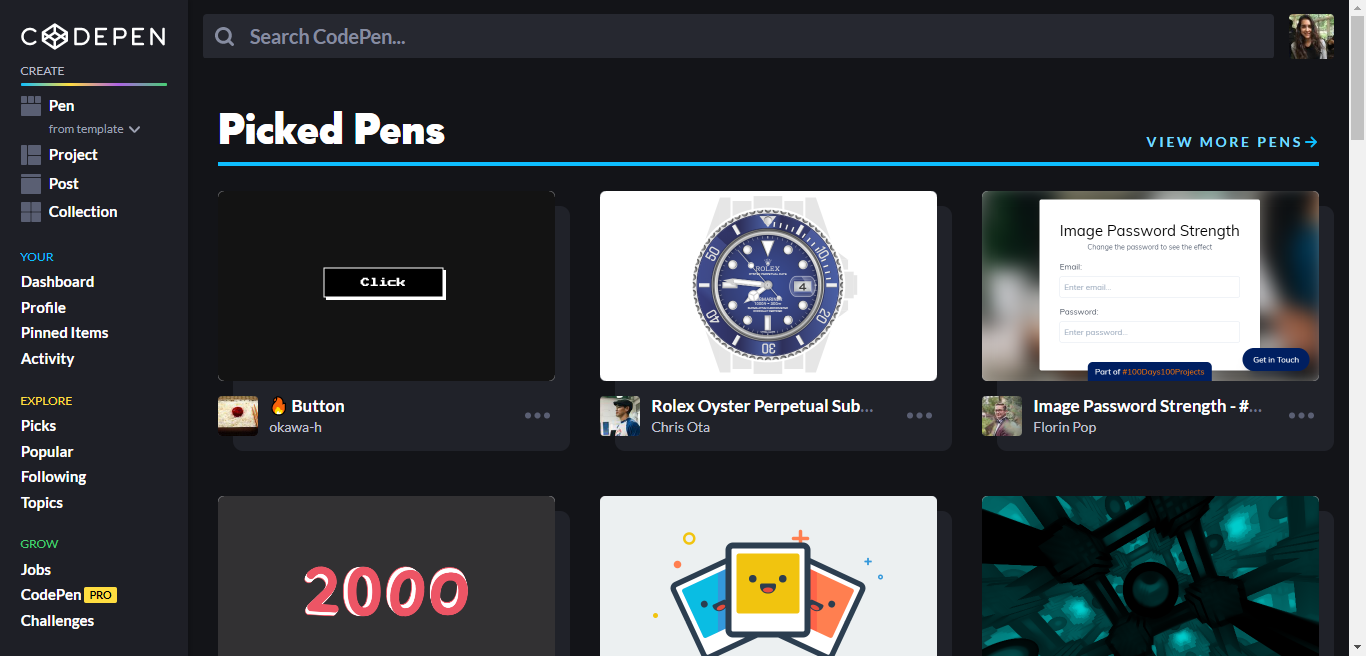 CODEPEN
Search CodePen...
CREATE
Pen
from template
Project
Post
Collection
YOUR
Dashboard
Profile
Pinned Items
Activity
EXPLORE
Picks
Popular
Following
Topics
GROW
Jobs
CodePen PRO
Challenges
Picked Pens
VIEW MORE PENS→
Click
🔥 Button
okawa-h
ROLEX
4
50
10
40
20
30
Rolex Oyster Perpetual Sub...
Chris Ota
Image Password Strength
Change the password to see the effect
Email:
Enter email...
Password:
Enter password...
Get in Touch
Part of #100Days100Projects
Image Password Strength - #...
Florin Pop
2000